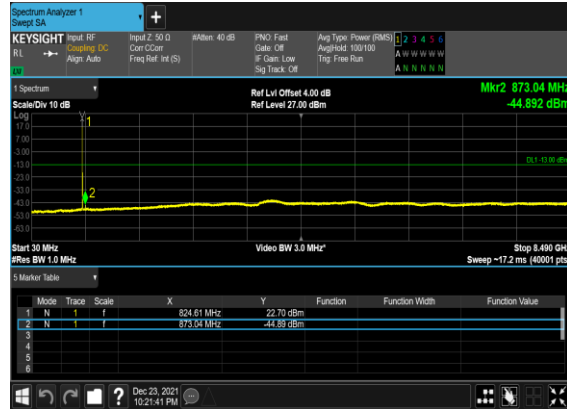 Spectrum Analyzer 1
Swept SA
+
KEYSIGHT Input: RF Input Z: 50 Ω #Atten: 40 dB PNO: Fast Avg Type: Power (RMS) 1 2 3 4 5 6
RL Coupling: DC Corr CCorr Gate: Off Avg|Hold: 100/100 A W W W W W
Align: Auto Freq Ref: Int (S) IF Gain: Low Trig: Free Run
Sig Track: Off A N N N N N
1 Spectrum Ref Lvl Offset 4.00 dB Mkr2 873.04 MHz
Scale/Div 10 dB Ref Level 27.00 dBm -44.892 dBm
Log
17.0
7.00
-3.00
-13.0
-23.0
-33.0
-43.0
-53.0
-63.0
1
2
DL1 -13.00 dBm
Start 30 MHz Video BW 3.0 MHz* Stop 8.490 GHz
#Res BW 1.0 MHz Sweep ~17.2 ms (40001 pts)
5 Marker Table
Mode Trace Scale X Y Function Function Width Function Value
1 N 1 f 824.61 MHz 22.70 dBm
2 N 1 f 873.04 MHz -44.89 dBm
3
4
5
6
? Dec 23, 2021
10:21:41 PM